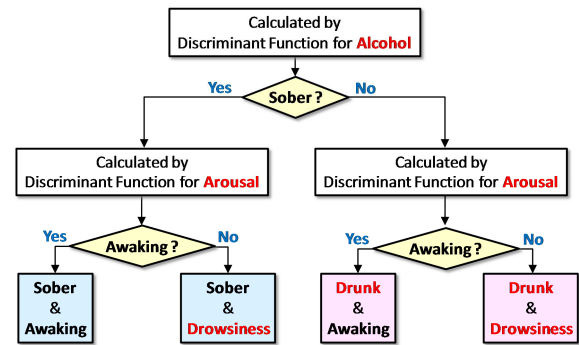 Calculated by
Discriminant Function for Alcohol
Yes
No
Sober ?
Calculated by
Discriminant Function for Arousal
Calculated by
Discriminant Function for Arousal
Yes
Awaking ?
No
Yes
Awaking ?
No
Sober
&
Awaking
Sober
&
Drowsiness
Drunk
&
Awaking
Drunk
&
Drowsiness